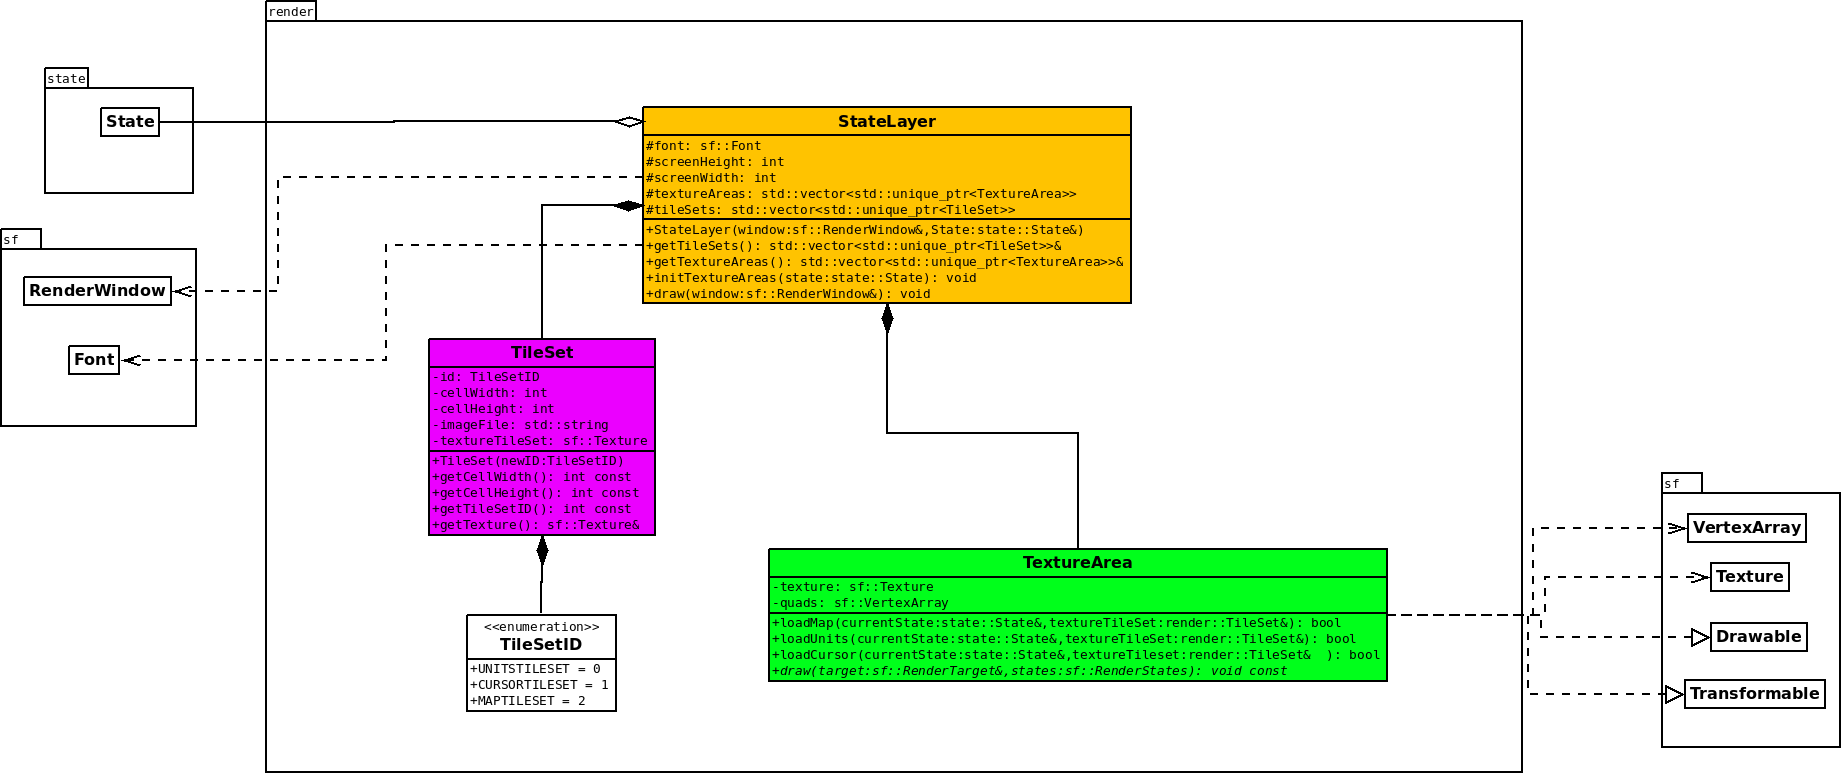 render
state
State
sf
RenderWindow
Font
StateLayer
#font: sf::Font
#screenHeight: int
#screenWidth: int
#textureAreas: std::vector<std::unique_ptr<TextureArea>>
#tileSets: std::vector<std::unique_ptr<TileSet>>
+StateLayer(window:sf::RenderWindow&,State:state::State&)
+getTileSets(): std::vector<std::unique_ptr<TileSet>>&
+getTextureAreas(): std::vector<std::unique_ptr<TextureArea>>&
+initTextureAreas(state:state::State): void
+draw(window:sf::RenderWindow&): void
TileSet
-id: TileSetID
-cellWidth: int
-cellHeight: int
-imageFile: std::string
-textureTileSet: sf::Texture
+TileSet(newID:TileSetID)
+getCellWidth(): int const
+getCellHeight(): int const
+getTileSetID(): int const
+getTexture(): sf::Texture&
<<enumeration>>
TileSetID
+UNITSTILESET = 0
+CURSORTILESET = 1
+MAPTILESET = 2
TextureArea
-texture: sf::Texture
-quads: sf::VertexArray
+loadMap(currentState:state::State&,textureTileSet:render::TileSet&): bool
+loadUnits(currentState:state::State&,textureTileSet:render::TileSet&): bool
+loadCursor(currentState:state::State&,textureTileset:render::TileSet&  ): bool
+draw(target:sf::RenderTarget&,states:sf::RenderStates): void const
sf
VertexArray
Texture
Drawable
Transformable